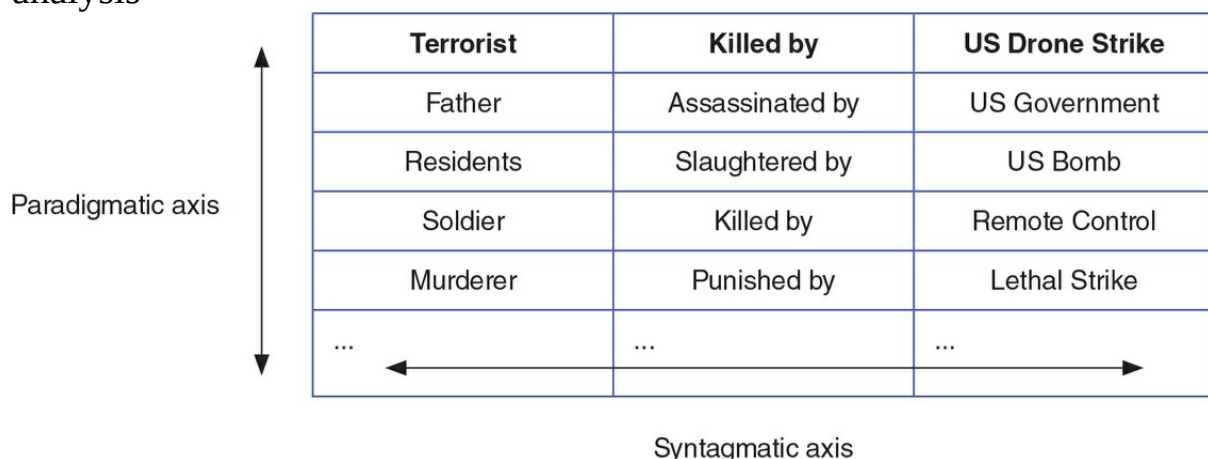 analysis
Terrorist Killed by US Drone Strike
Father Assassinated by US Government
Residents Slaughtered by US Bomb
Paradigmatic axis
Soldier Killed by Remote Control
Murderer Punished by Lethal Strike
... ... ...
Syntagmatic axis